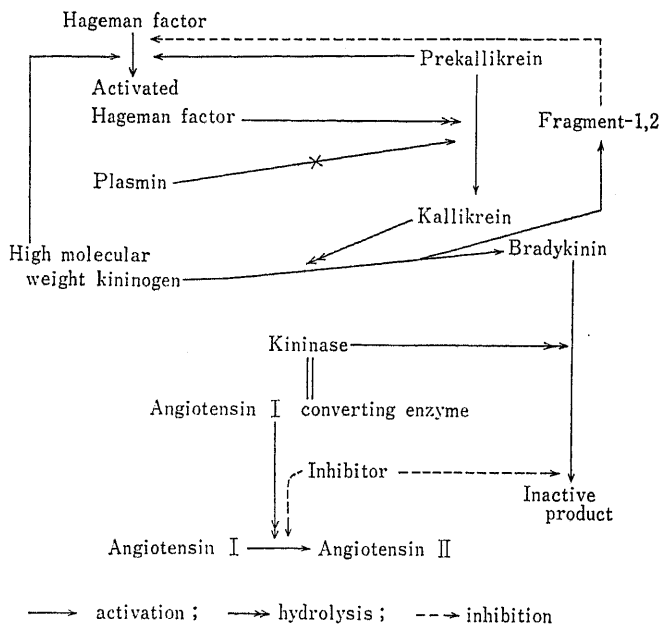 Hageman factor
Prekallikrein
Activated
Hageman factor
Fragment-1,2
Plasmin
Kallikrein
High molecular
weight kininogen
Bradykinin
Kininase
Angiotensin I converting enzyme
Inhibitor
Inactive
product
Angiotensin I
Angiotensin II
activation ; hydrolysis ; inhibition